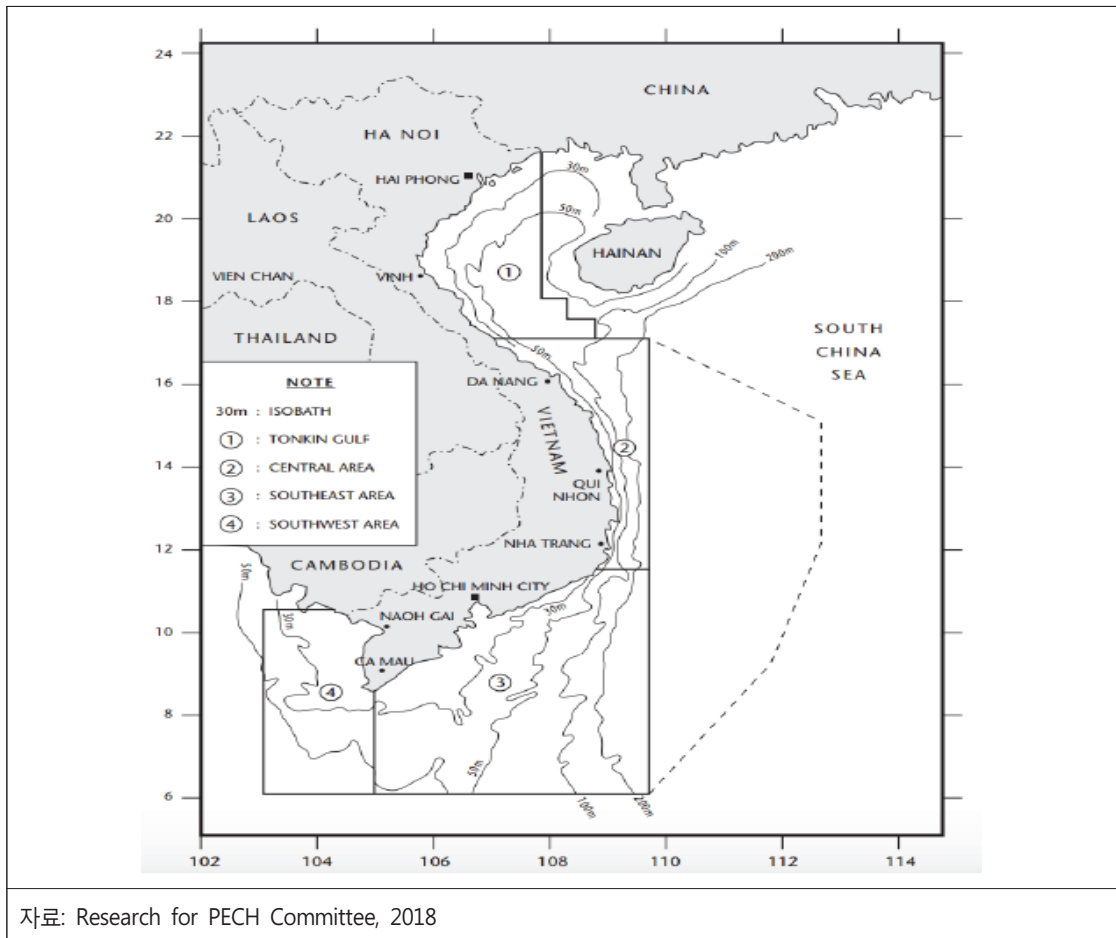 24
22
20
18
16
14
12
10
8
6
102
104
106
108
110
112
114
CHINA
HA NOI
HAI PHONG
30m
LAOS
50m
HAINAN
100m
200m
VIEN CHAN
VINH
①
THAILAND
SOUTH
CHINA
SEA
50m
DA NANG
VIETNAM
②
QUI
NHON
NHA TRANG
NOTE
30m : ISOBATH
① : TONKIN GULF
② : CENTRAL AREA
③ : SOUTHEAST AREA
④ : SOUTHWEST AREA
CAMBODIA
50m
30m
HO CHI MINH CITY
30m
NAOH GAI
CA MAU
③
④
50m
100m
200m
자료: Research for PECH Committee, 2018